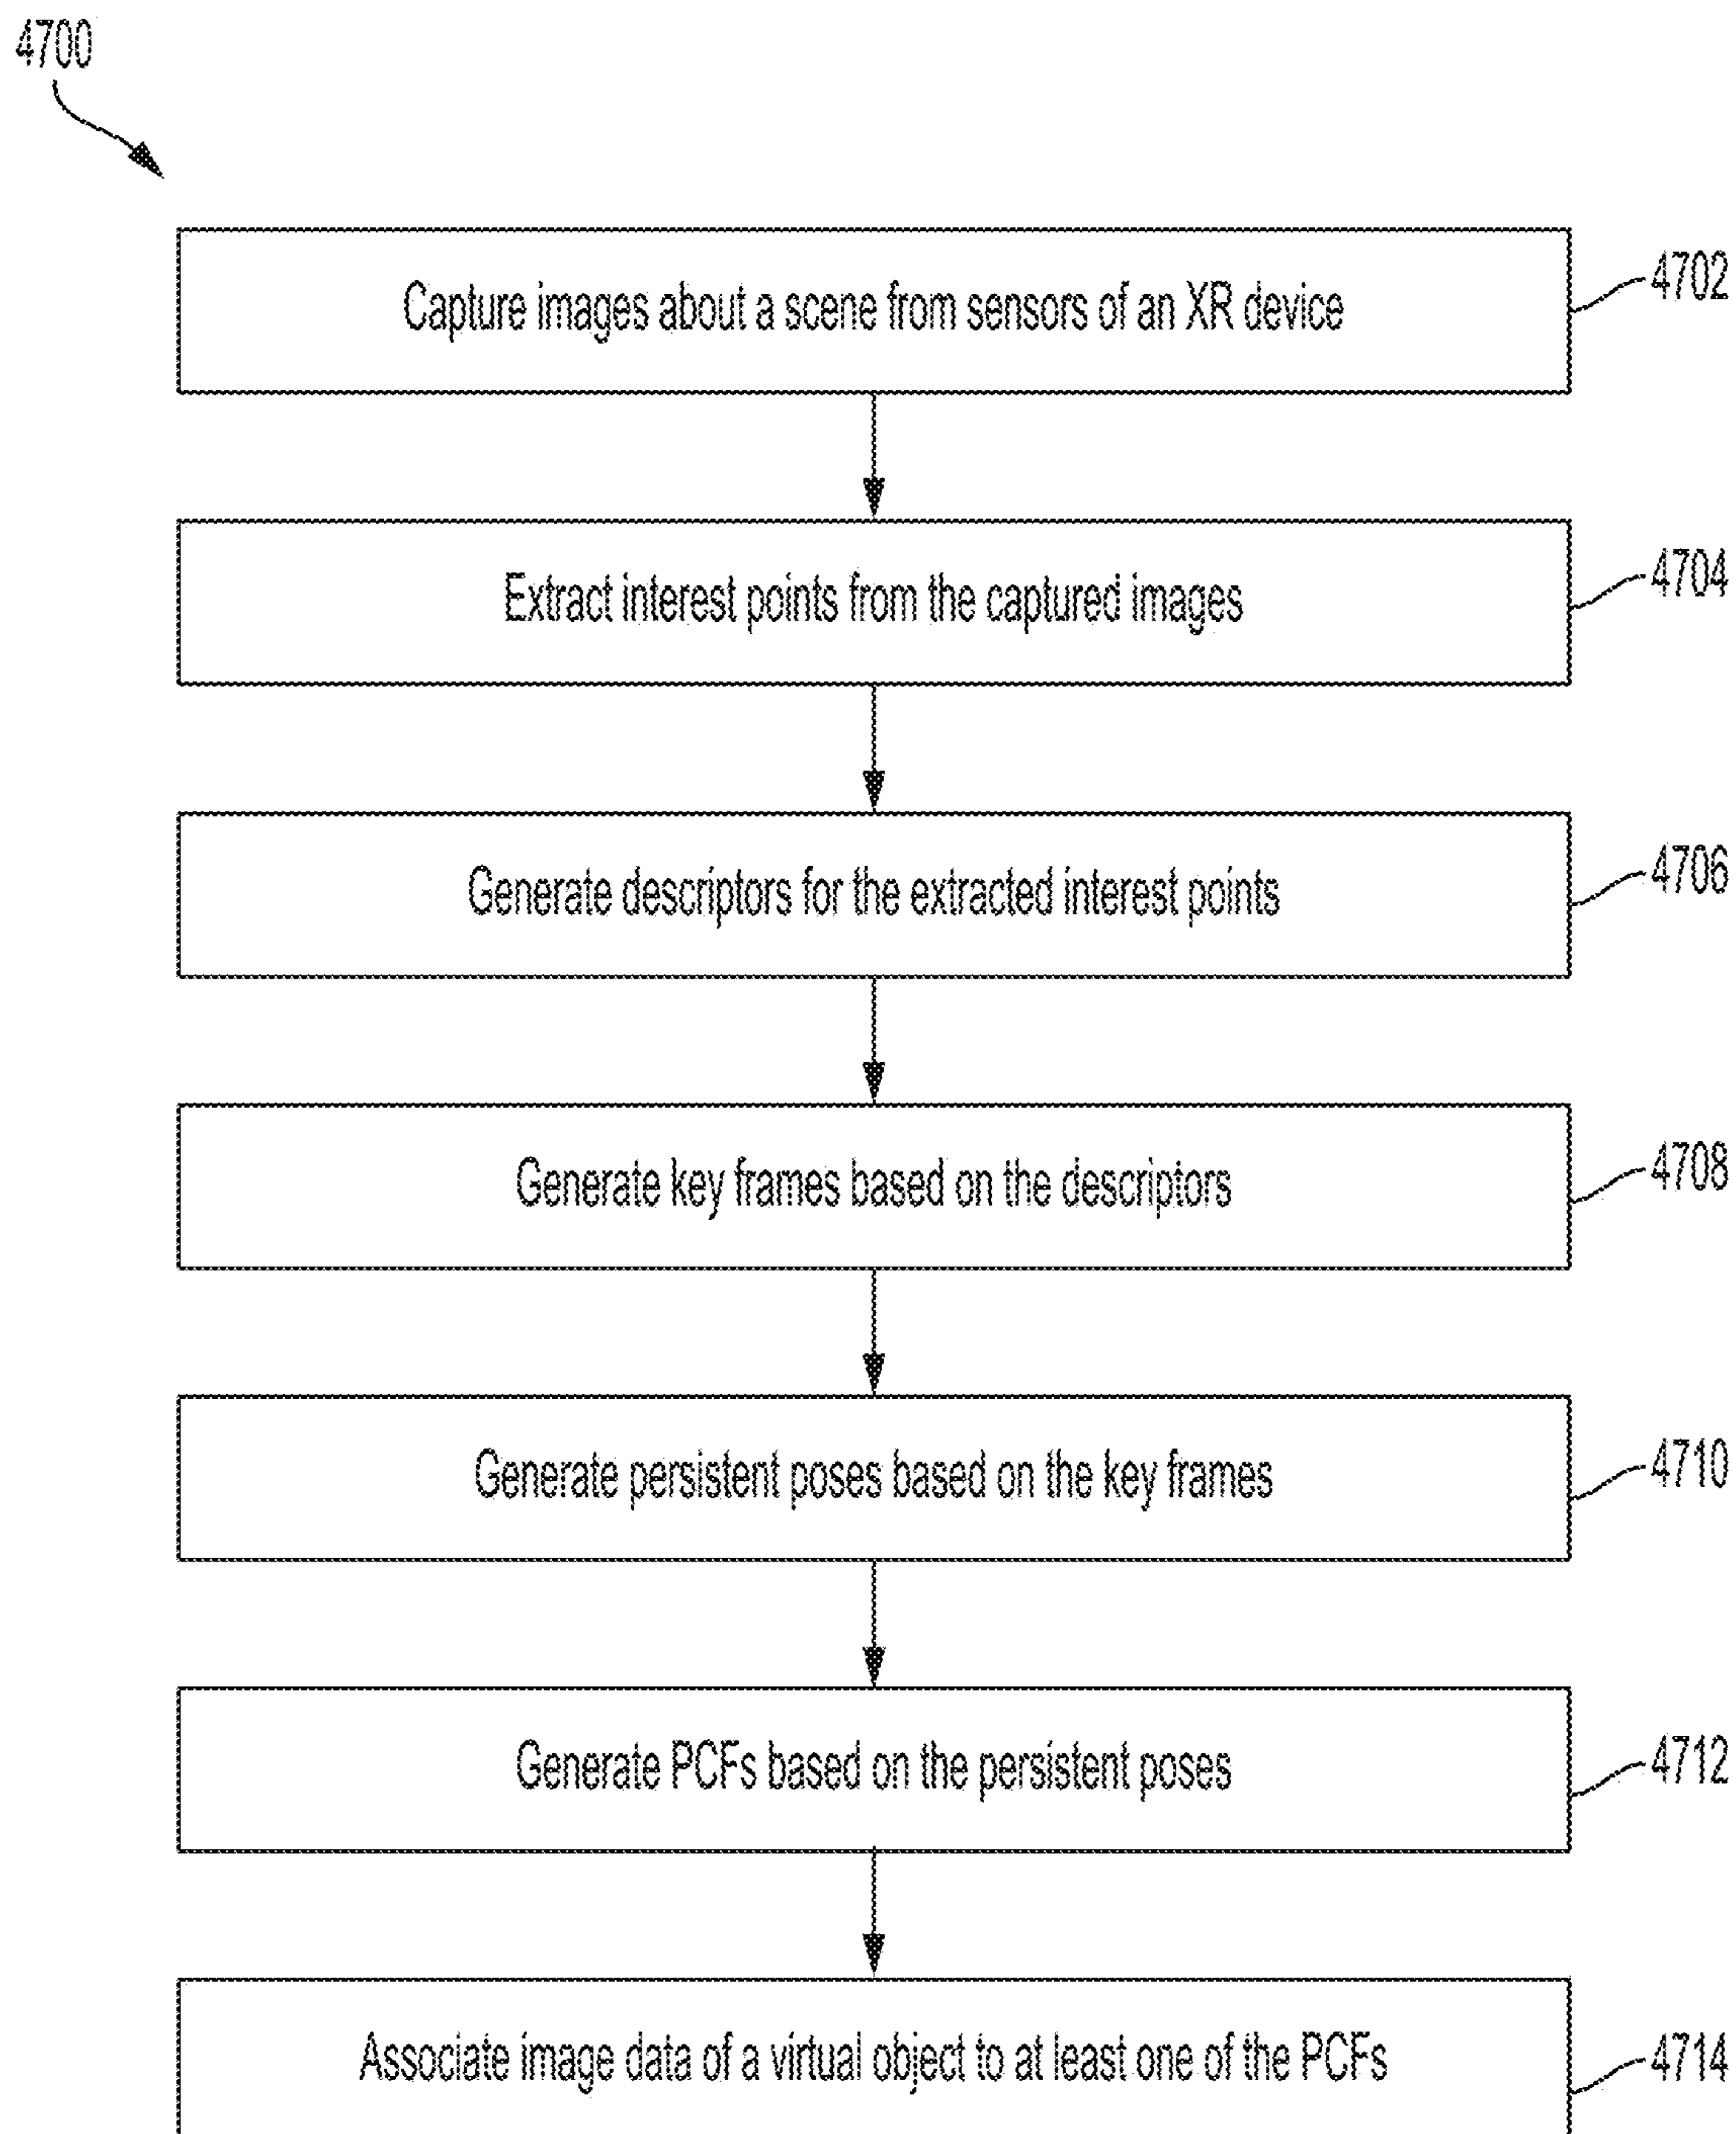 4700
Capture images about a scene from sensors of an XR device
4702
Extract interest points from the captured images
4704
Generate descriptors for the extracted interest points
4706
Generate key frames based on the descriptors
4708
Generate persistent poses based on the key frames
4710
Generate PCFs based on the persistent poses
4712
Associate image data of a virtual object to at least one of the PCFs
4714